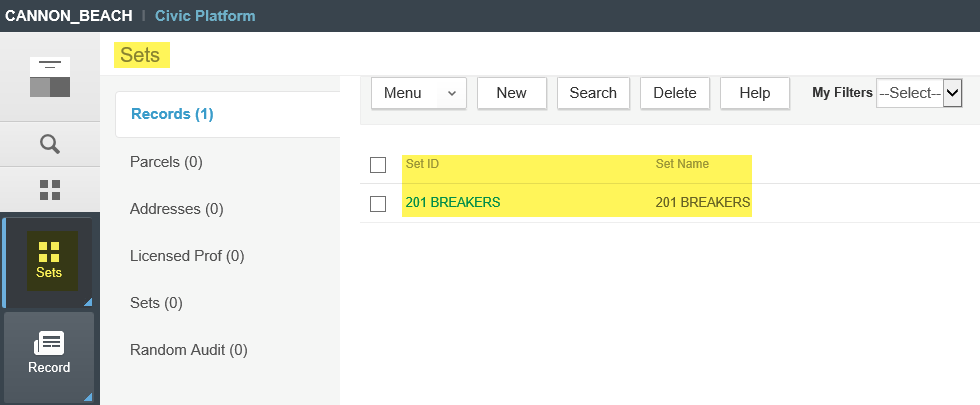 CANNON_BEACH | Civic Platform
Sets
Menu New Search Delete Help My Filters --Select--
Records (1)
Parcels (0)
Addresses (0)
Licensed Prof (0)
Sets (0)
Random Audit (0)
Set ID Set Name
201 BREAKERS 201 BREAKERS
Sets
Record